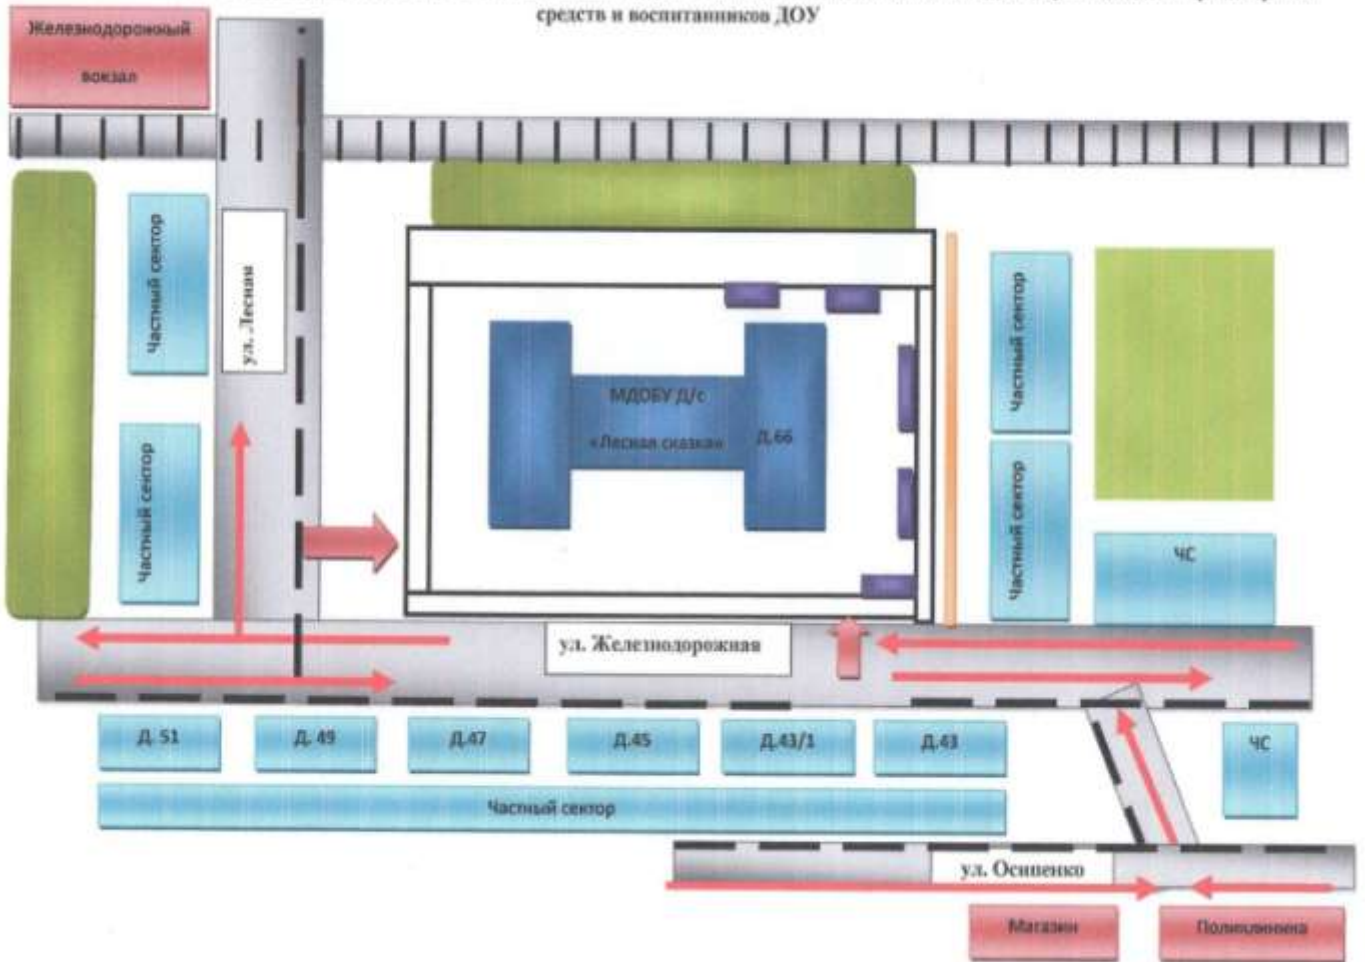 средств и воспитанников ДОУ
Железнодорожный
вокзал
Частный сектор
ул. Лесная
Частный сектор
Частный сектор
МДОБУ Д/с
«Лесная сказка»
Д.66
Частный сектор
ЧС
ул. Железнодорожная
Д. 51
Д. 49
Д.47
Д.45
Д.43/1
Д.43
ЧС
Частный сектор
ул. Осипенко
Магазин
Поликлиника